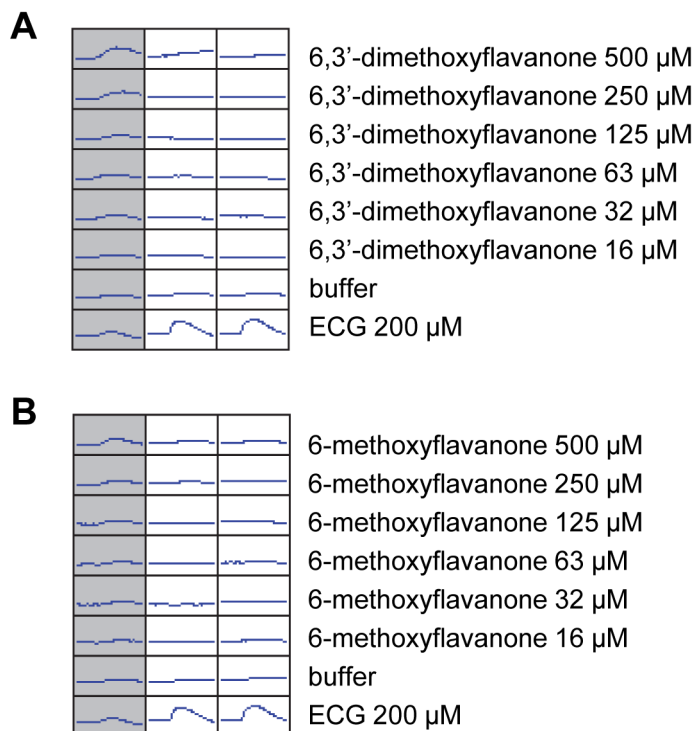 A
6,3’-dimethoxyflavanone 500 µM
6,3’-dimethoxyflavanone 250 µM
6,3’-dimethoxyflavanone 125 µM
6,3’-dimethoxyflavanone 63 µM
6,3’-dimethoxyflavanone 32 µM
6,3’-dimethoxyflavanone 16 µM
buffer
ECG 200 µM
B
6-methoxyflavanone 500 µM
6-methoxyflavanone 250 µM
6-methoxyflavanone 125 µM
6-methoxyflavanone 63 µM
6-methoxyflavanone 32 µM
6-methoxyflavanone 16 µM
buffer
ECG 200 µM